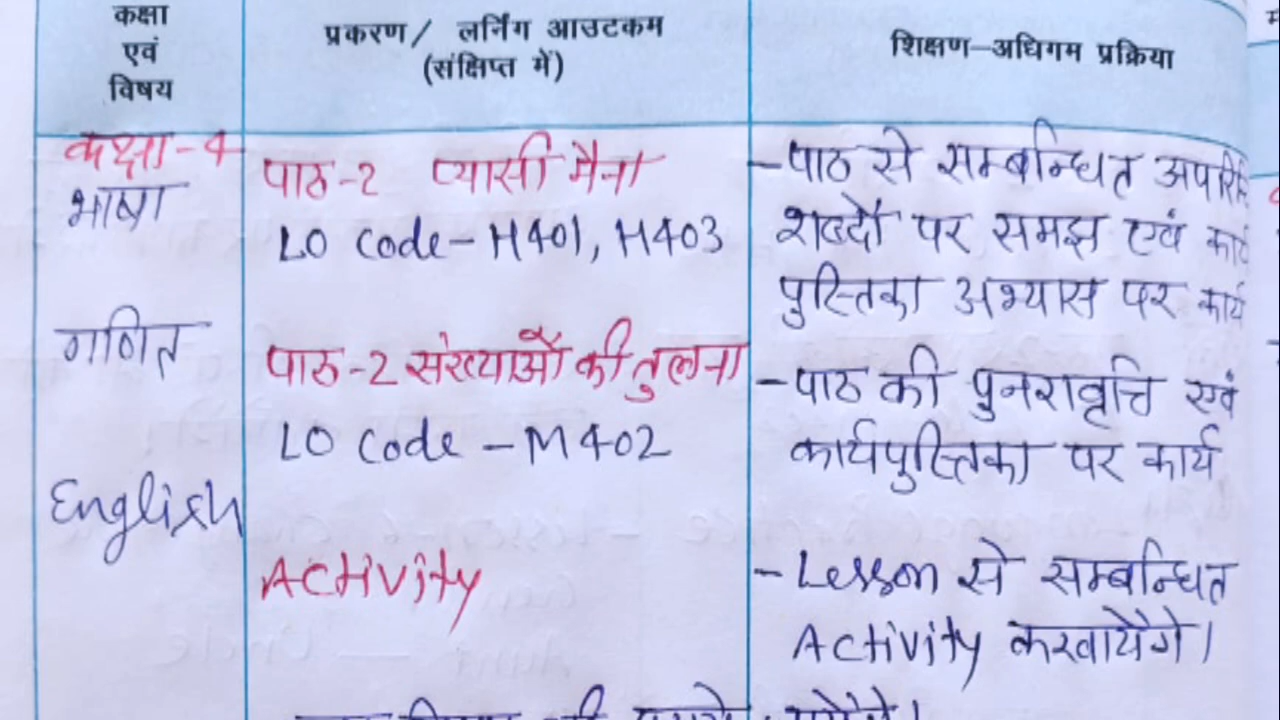 कक्षा
एवं
विषय
प्रकरण/ लर्निंग आउटकम
(संक्षिप्त में)
शिक्षण-अधिगम प्रक्रिया
कक्षा-4
भाषा
पाठ-2 प्यासी मैना
LO Code-H401, H403
-पाठ से सम्बन्धित
शब्दों पर समझ एवं कार्य
पुस्तिका अभ्यास पर कार्य
गणित
पाठ-2 संख्याओं की तुलना
LO Code-M402
-पाठ की पुनरावृत्ति एवं
कार्यपुस्तिका पर कार्य
English
Activity
-Lesson से सम्बन्धित
Activity करवायेंगे।